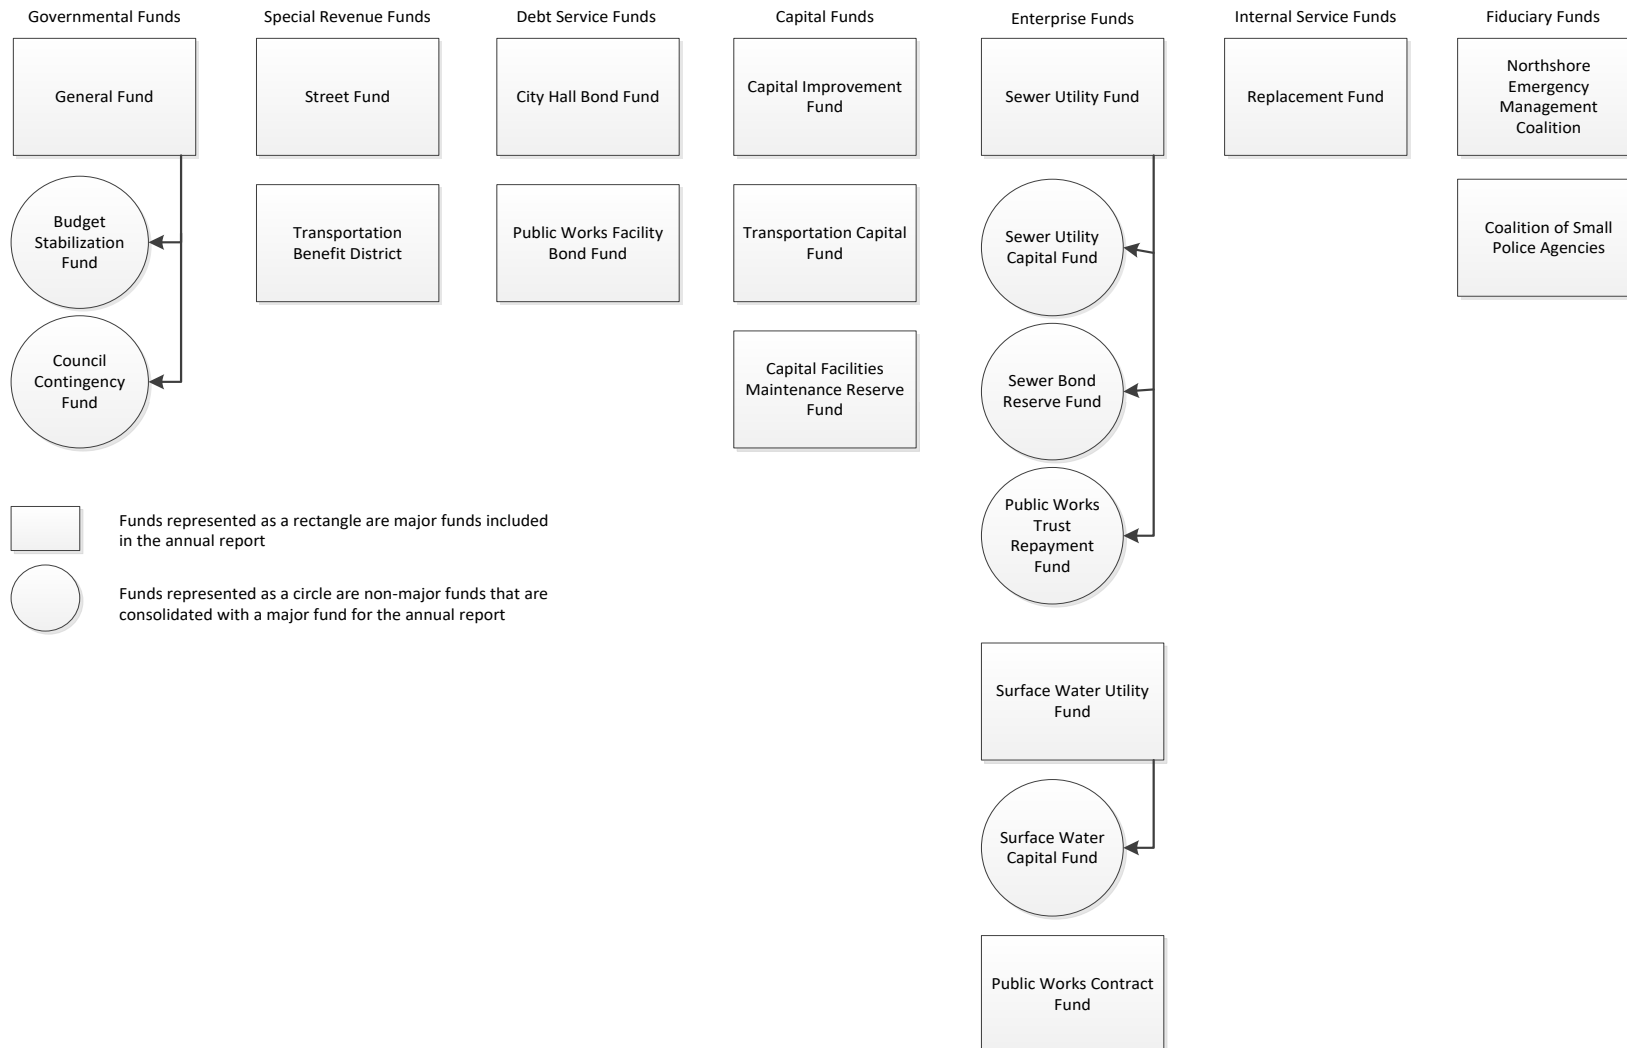 Governmental Funds
Special Revenue Funds
Debt Service Funds
Capital Funds
Enterprise Funds
Internal Service Funds
Fiduciary Funds
General Fund
Budget
Stabilization
Fund
Council
Contingency
Fund
Street Fund
Transportation
Benefit District
City Hall Bond Fund
Public Works Facility
Bond Fund
Capital Improvement
Fund
Transportation Capital
Fund
Capital Facilities
Maintenance Reserve
Fund
Sewer Utility Fund
Sewer Utility
Capital Fund
Sewer Bond
Reserve Fund
Public Works
Trust
Repayment
Fund
Surface Water Utility
Fund
Surface Water
Capital Fund
Public Works Contract
Fund
Replacement Fund
Northshore
Emergency
Management
Coalition
Coalition of Small
Police Agencies
Funds represented as a rectangle are major funds included
in the annual report
Funds represented as a circle are non-major funds that are
consolidated with a major fund for the annual report